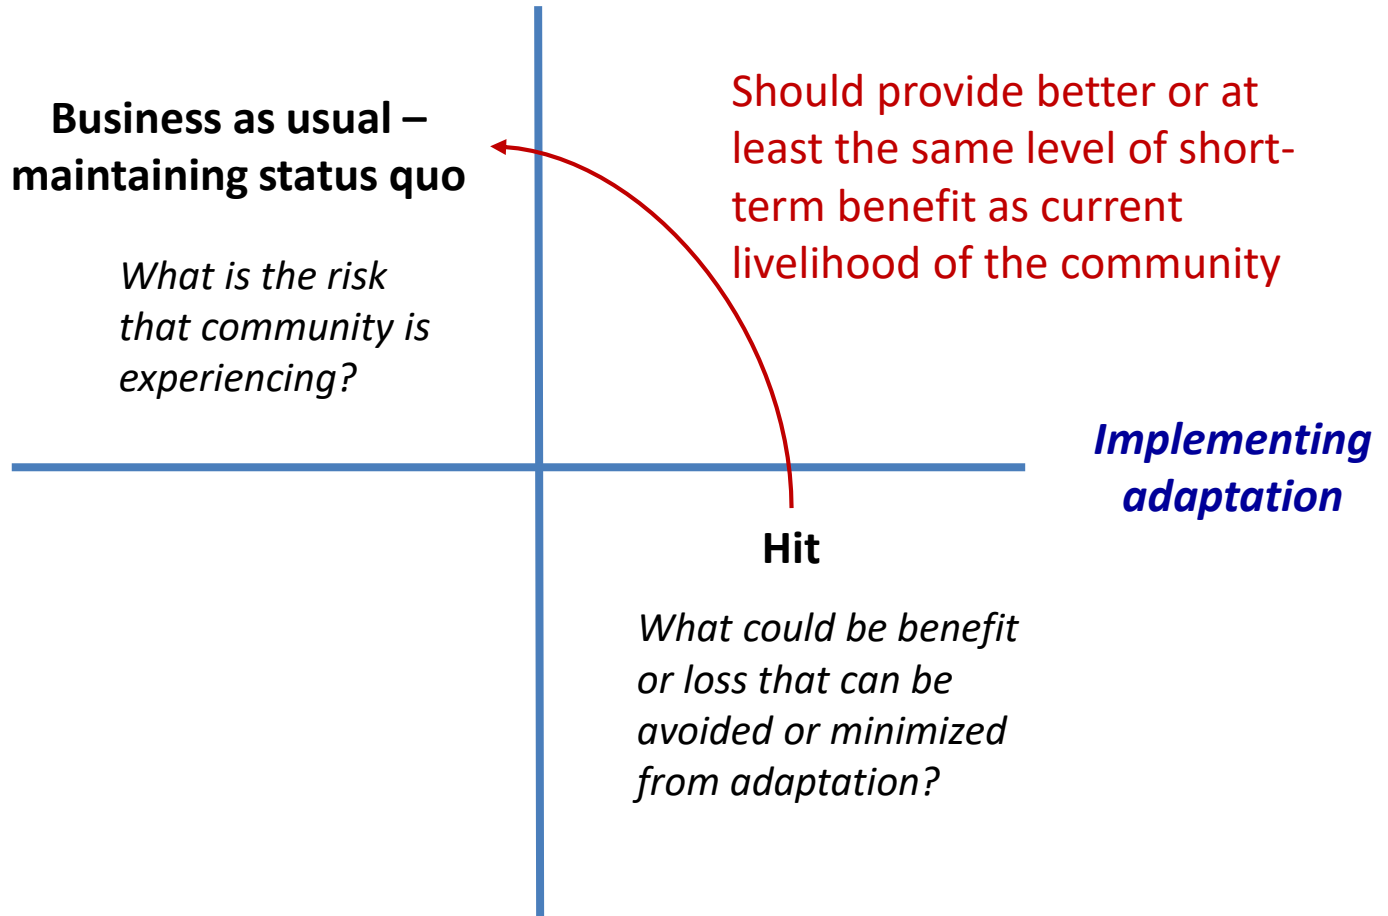 Business as usual –
maintaining status quo
What is the risk
that community is
experiencing?
Should provide better or at
least the same level of short-
term benefit as current
livelihood of the community
Implementing
adaptation
Hit
What could be benefit
or loss that can be
avoided or minimized
from adaptation?